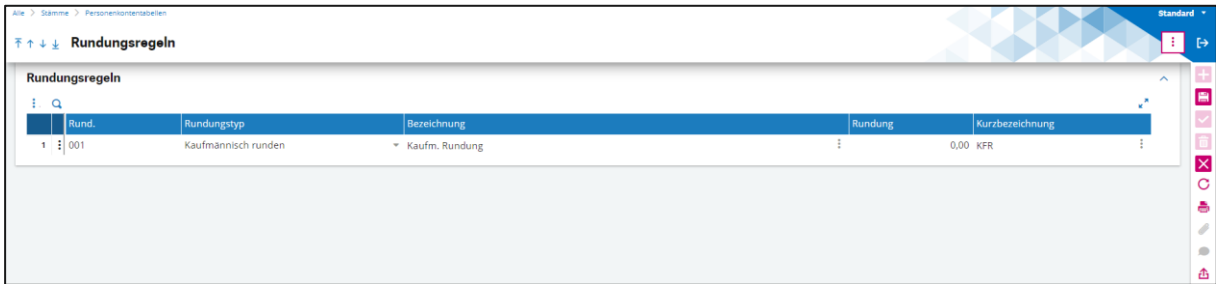 Alle > Stämme > Personenkontentabellen
Standard
Rundungsregeln
Rundungsregeln
Rund. Rundungstyp Bezeichnung Rundung Kurzbezeichnung
1 001 Kaufmännisch runden Kaufm. Rundung 0,00 KFR